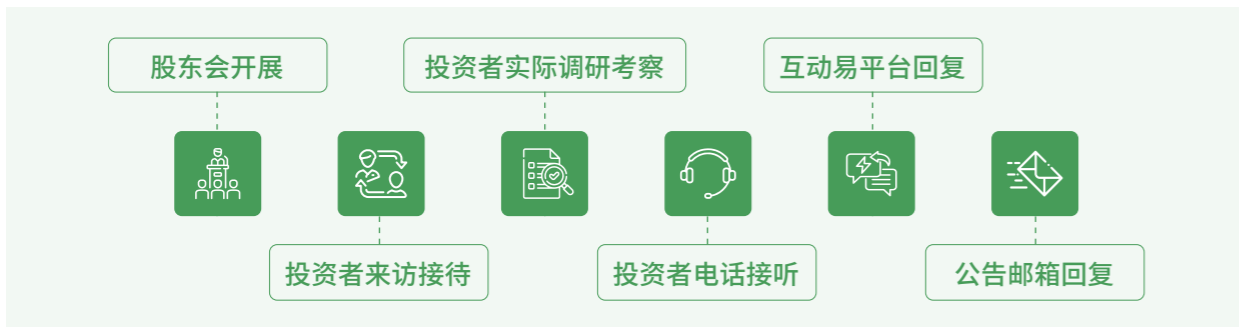 股东会开展
投资者实际调研考察
互动易平台回复
投资者来访接待
投资者电话接听
公告邮箱回复